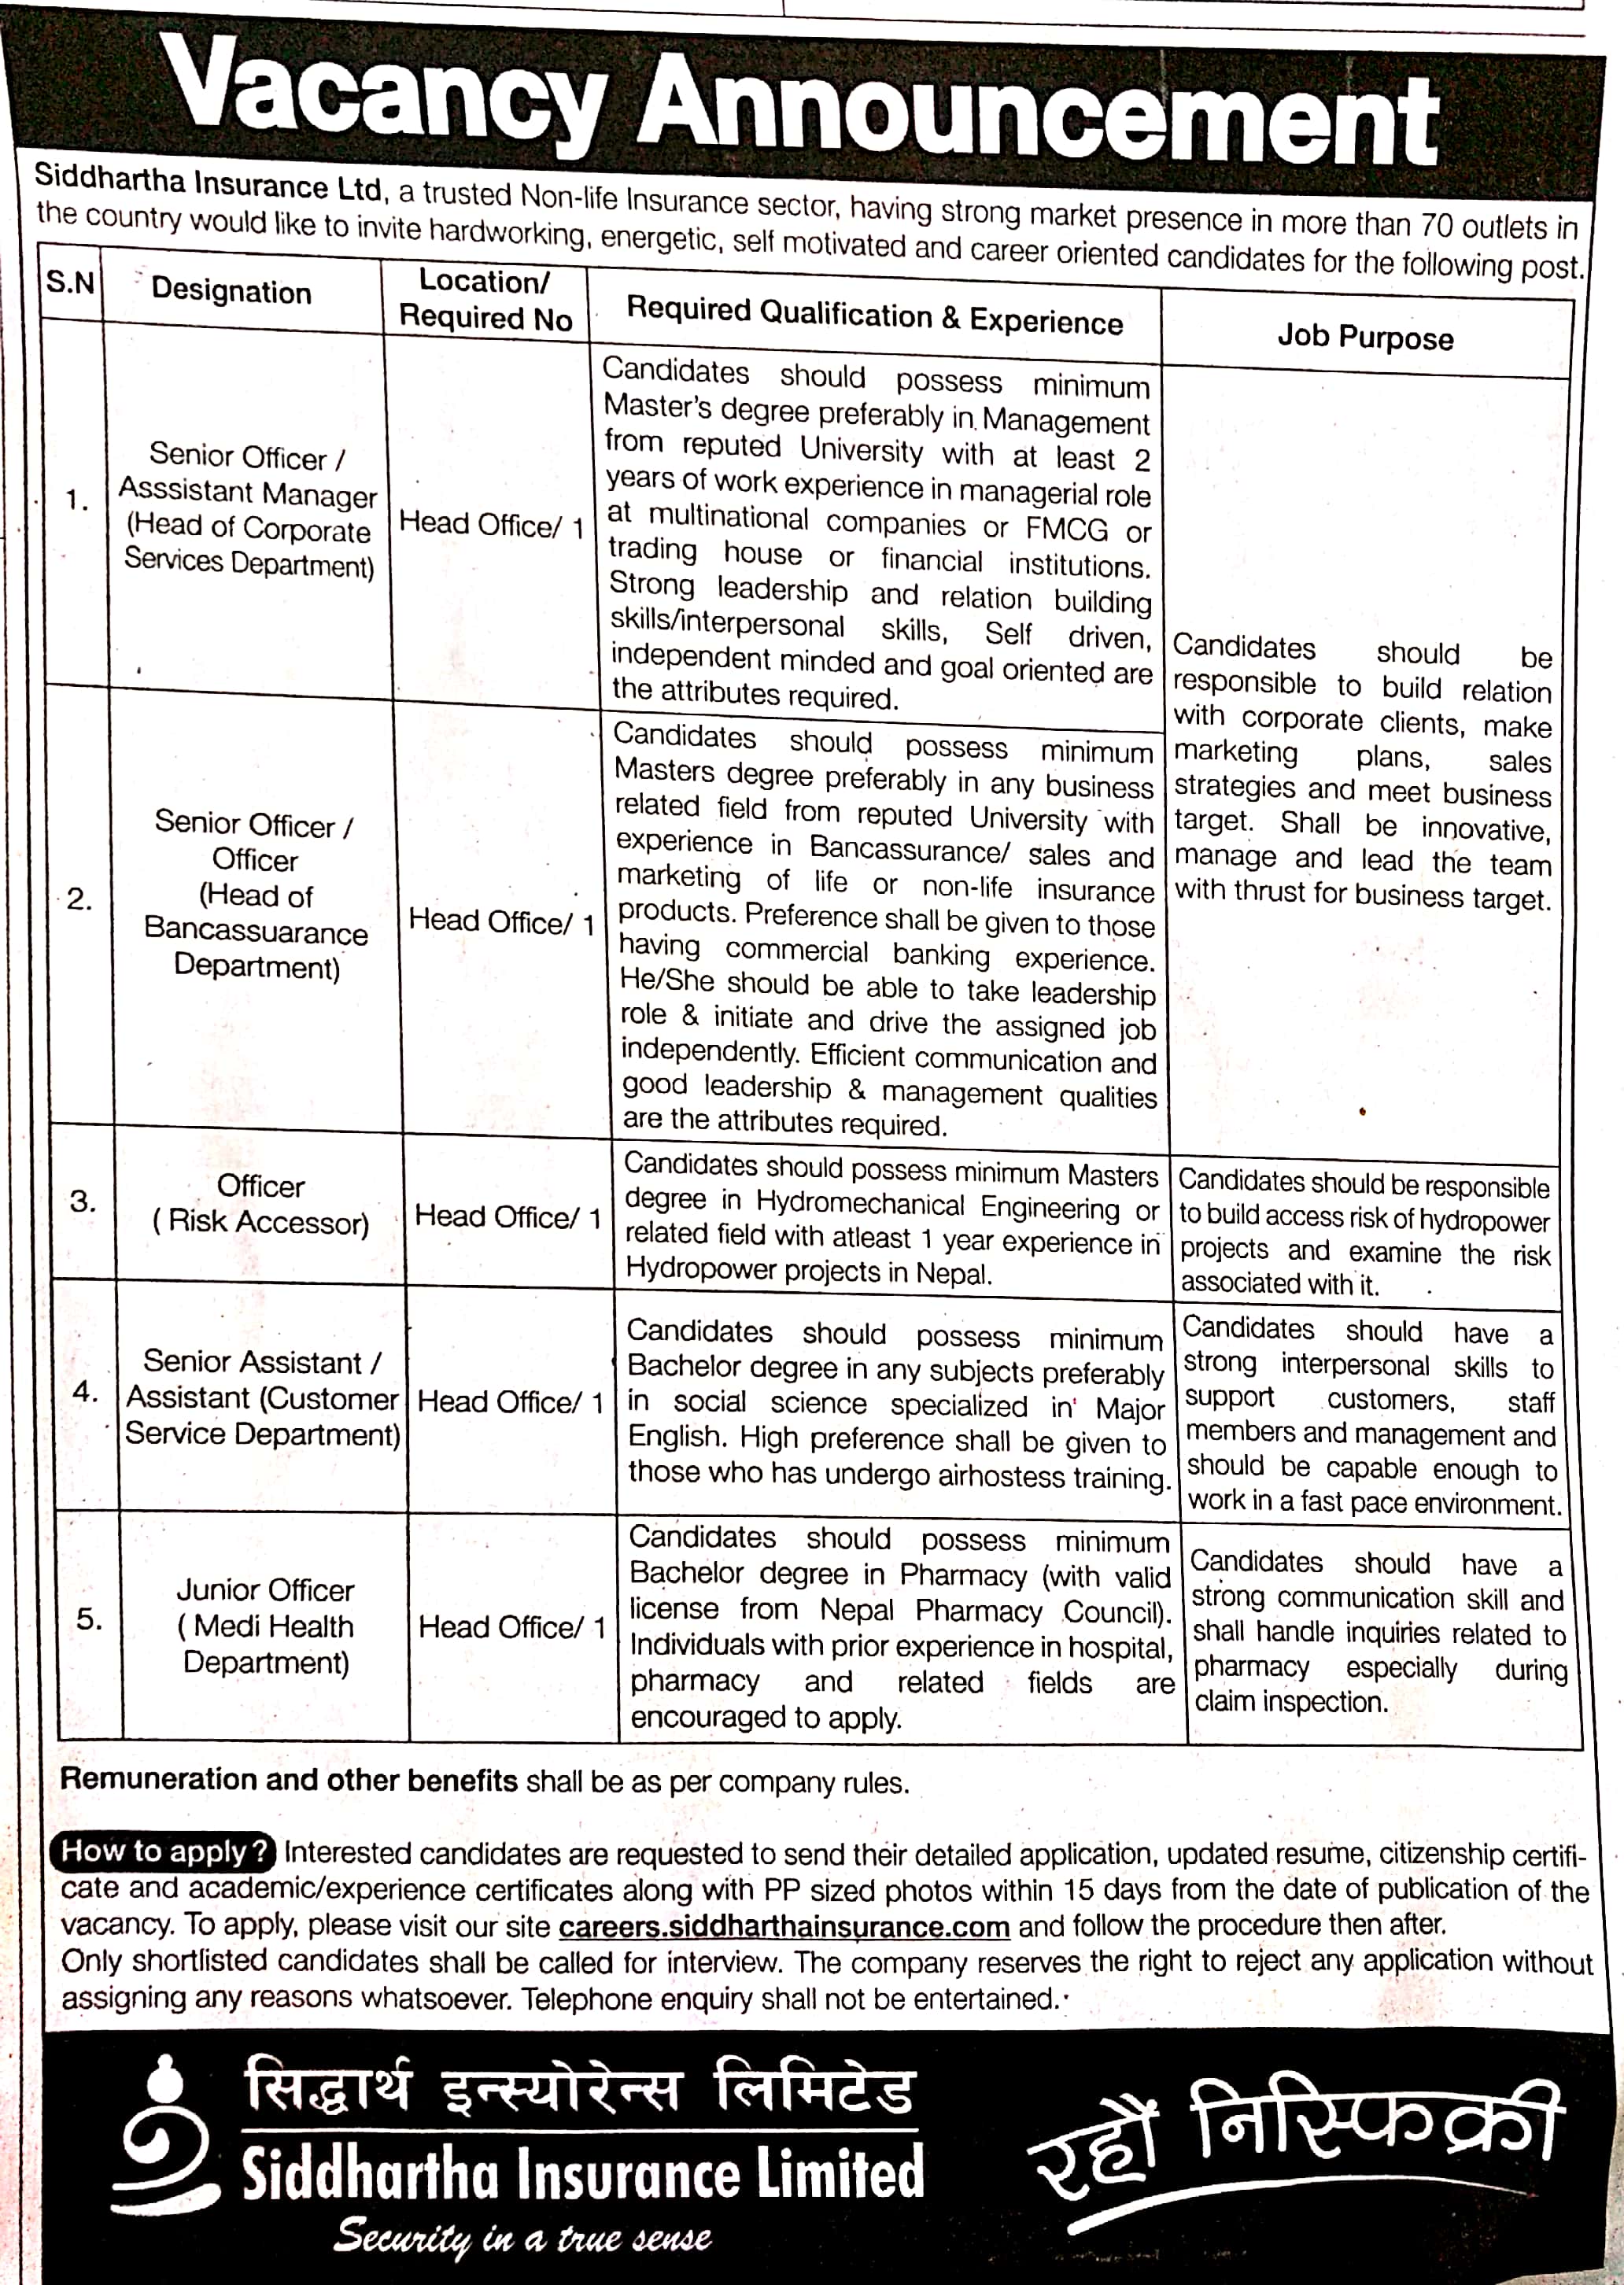 Vacancy Announcement
Siddhartha Insurance Ltd, a trusted Non-life Insurance sector, having strong market presence in more than 70 outlets in
the country would like to invite hardworking, energetic, self motivated and career oriented candidates for the following post.
S.N
Designation
Location/
Required No
Required Qualification & Experience
Job Purpose
1.
Senior Officer /
Asssistant Manager
(Head of Corporate
Services Department)
Head Office/ 1
Candidates should possess minimum
Master's degree preferably in Management
from reputed University with at least 2
years of work experience in managerial role
at multinational companies or FMCG or
trading house or financial institutions.
Strong leadership and relation building
skills/interpersonal skills, Self driven,
independent minded and goal oriented are
the attributes required.
Candidates should be
responsible to build relation
with corporate clients, make
marketing plans, sales
strategies and meet business
target. Shall be innovative,
manage and lead the team
with thrust for business target.
2.
Senior Officer /
Officer
(Head of
Bancassuarance
Department)
Head Office/ 1
Candidates should possess minimum
Masters degree preferably in any business
related field from reputed University with
experience in Bancassurance/ sales and
marketing of life or non-life insurance
products. Preference shall be given to those
having commercial banking experience.
He/She should be able to take leadership
role & initiate and drive the assigned job
independently. Efficient communication and
good leadership & management qualities
are the attributes required.
3.
Officer
( Risk Accessor)
Head Office/ 1
Candidates should possess minimum Masters
degree in Hydromechanical Engineering or
related field with atleast 1 year experience in
Hydropower projects in Nepal.
Candidates should be responsible
to build access risk of hydropower
projects and examine the risk
associated with it.
4.
Senior Assistant /
Assistant (Customer
Service Department)
Head Office/ 1
Candidates should possess minimum
Bachelor degree in any subjects preferably
in social science specialized in Major
English. High preference shall be given to
those who has undergo airhostess training.
Candidates should have a
strong interpersonal skills to
support customers, staff
members and management and
should be capable enough to
work in a fast pace environment.
5.
Junior Officer
( Medi Health
Department)
Head Office/ 1
Candidates should possess minimum
Bachelor degree in Pharmacy (with valid
license from Nepal Pharmacy Council).
Individuals with prior experience in hospital,
pharmacy and related fields are
encouraged to apply.
Candidates should have a
strong communication skill and
shall handle inquiries related to
pharmacy especially during
claim inspection.
Remuneration and other benefits shall be as per company rules.
How to apply? Interested candidates are requested to send their detailed application, updated resume, citizenship certifi-
cate and academic/experience certificates along with PP sized photos within 15 days from the date of publication of the
vacancy. To apply, please visit our site careers.siddharthainsurance.com and follow the procedure then after.
Only shortlisted candidates shall be called for interview. The company reserves the right to reject any application without
assigning any reasons whatsoever. Telephone enquiry shall not be entertained.
सिद्धार्थ इन्स्योरेन्स लिमिटेड
Siddhartha Insurance Limited
Security in a true sense
रहौं निस्फिक्री